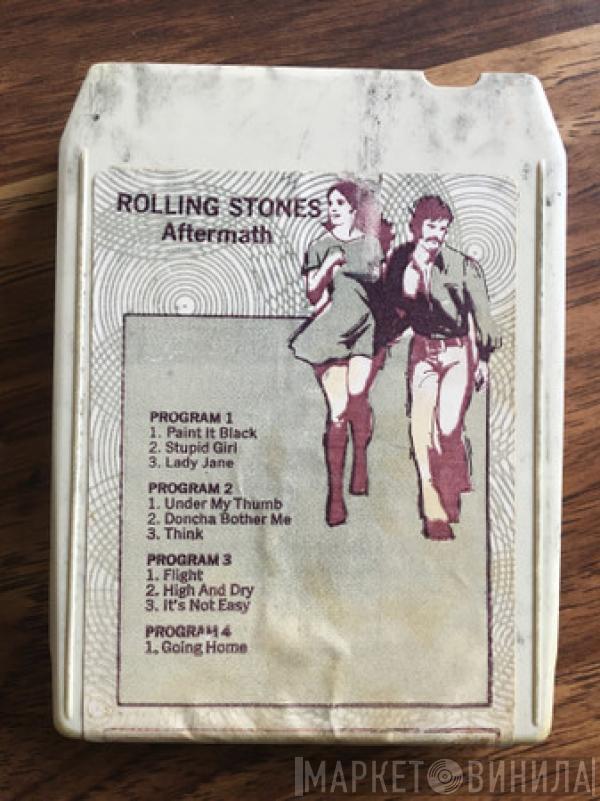 ROLLING STONES
Aftermath
PROGRAM 1
1. Paint It Black
2. Stupid Girl
3. Lady Jane
PROGRAM 2
1. Under My Thumb
2. Doncha Bother Me
3. Think
PROGRAM 3
1. Flight
2. High And Dry
3. It's Not Easy
PROGRAM 4
1. Going Home
МАРКЕТ ВИНИЛА